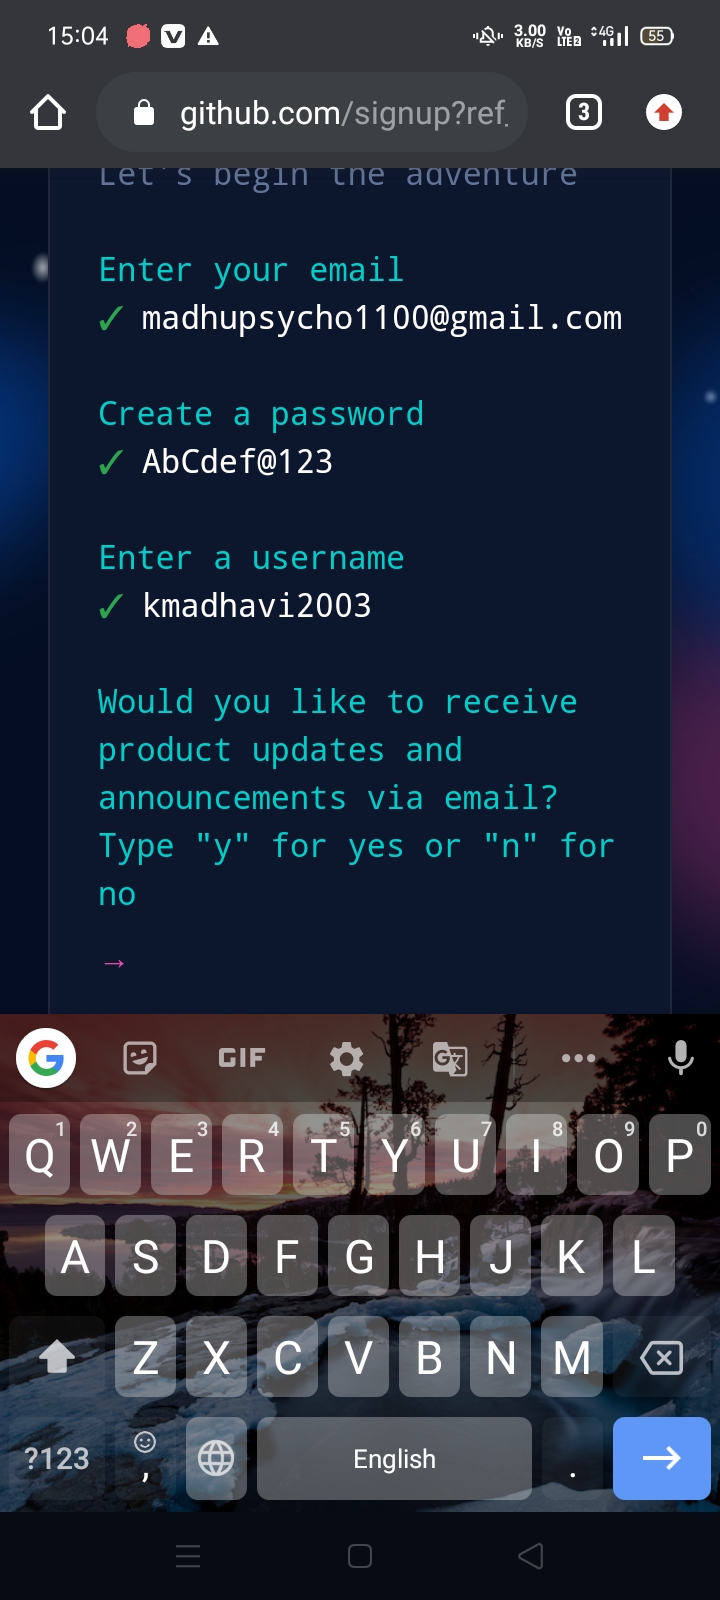 15:04 3.00 KB/S Vo LTE2 4G 55
github.com/signup?ref. 3
Let's begin the adventure
Enter your email
✓ madhupsycho1100@gmail.com
Create a password
✓ AbCdef@123
Enter a username
✓ kmadhavi2003
Would you like to receive
product updates and
announcements via email?
Type "y" for yes or "n" for
no
→
G GIF
1 2 3 4 5 6 7 8 9 0
Q W E R T Y U I O P
A S D F G H J K L
Z X C V B N M
?123 , English .